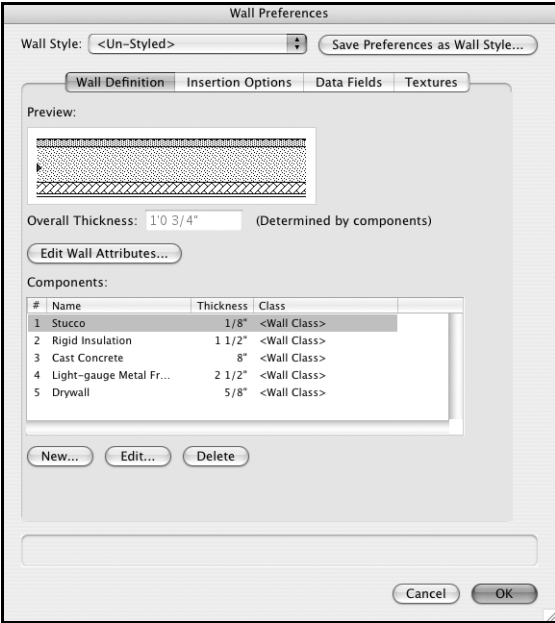 Wall Preferences
Wall Style: <Un-Styled> Save Preferences as Wall Style...
Wall Definition Insertion Options Data Fields Textures
Preview:
Overall Thickness: 1'0 3/4" (Determined by components)
Edit Wall Attributes...
Components:
# Name Thickness Class
1 Stucco 1/8" <Wall Class>
2 Rigid Insulation 1 1/2" <Wall Class>
3 Cast Concrete 8" <Wall Class>
4 Light-gauge Metal Fr... 2 1/2" <Wall Class>
5 Drywall 5/8" <Wall Class>
New... Edit... Delete
Cancel OK